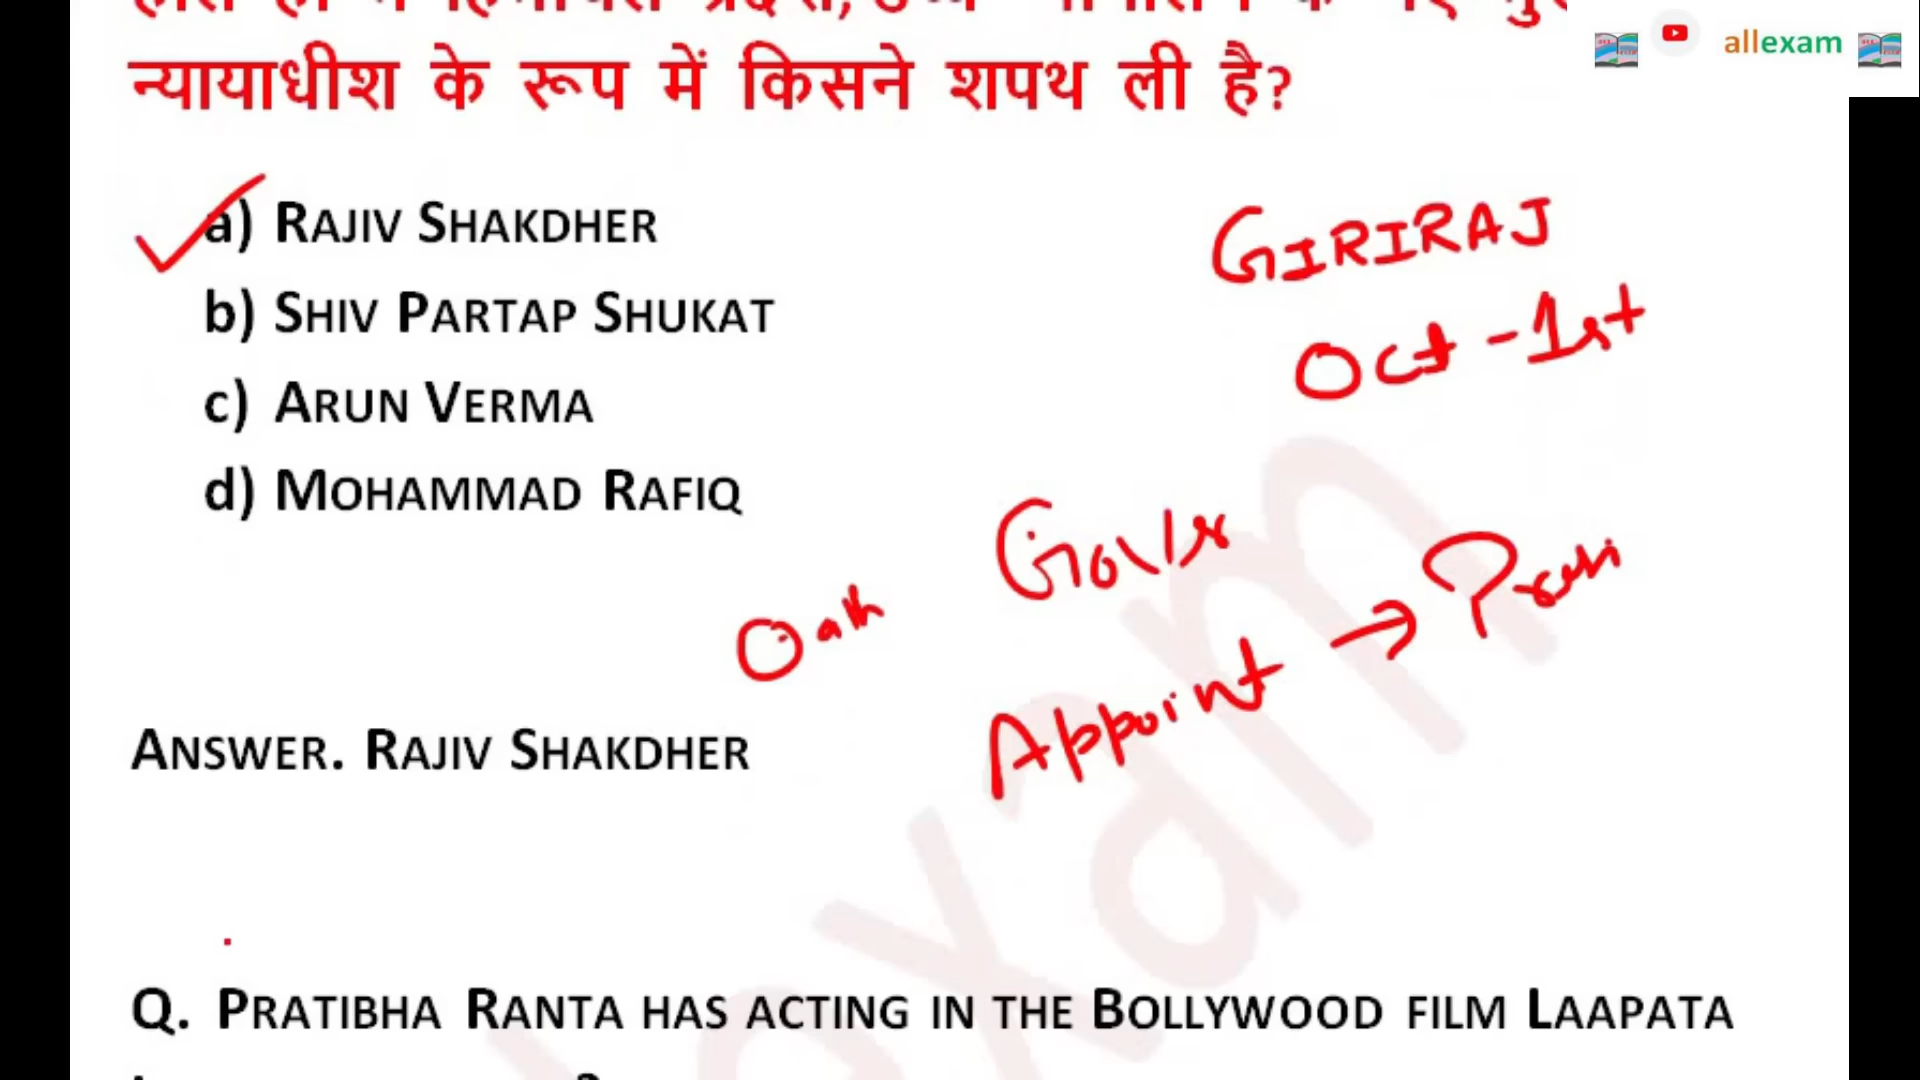 allexam
न्यायाधीश के रूप में किसने शपथ ली है?
a) RAJIV SHAKDHER
b) SHIV PARTAP SHUKAT
c) ARUN VERMA
d) MOHAMMAD RAFIQ
GIRIRAJ
Oct - 1st
Oath
Appoint →
ANSWER. RAJIV SHAKDHER
Q. PRATIBHA RANTA HAS ACTING IN THE BOLLYWOOD FILM LAAPATA